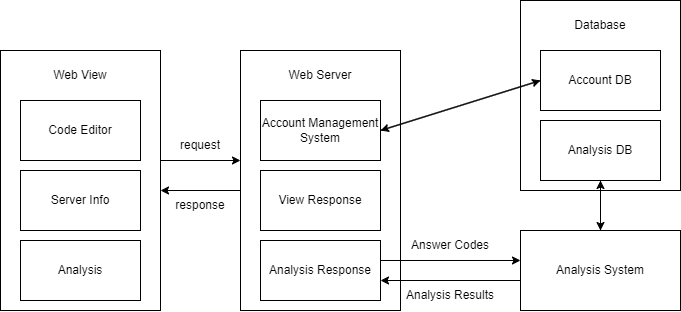 Database
Web View
Web Server
Account DB
Code Editor
Account Management
System
request
Analysis DB
Server Info
View Response
response
Answer Codes
Analysis
Analysis Response
Analysis System
Analysis Results